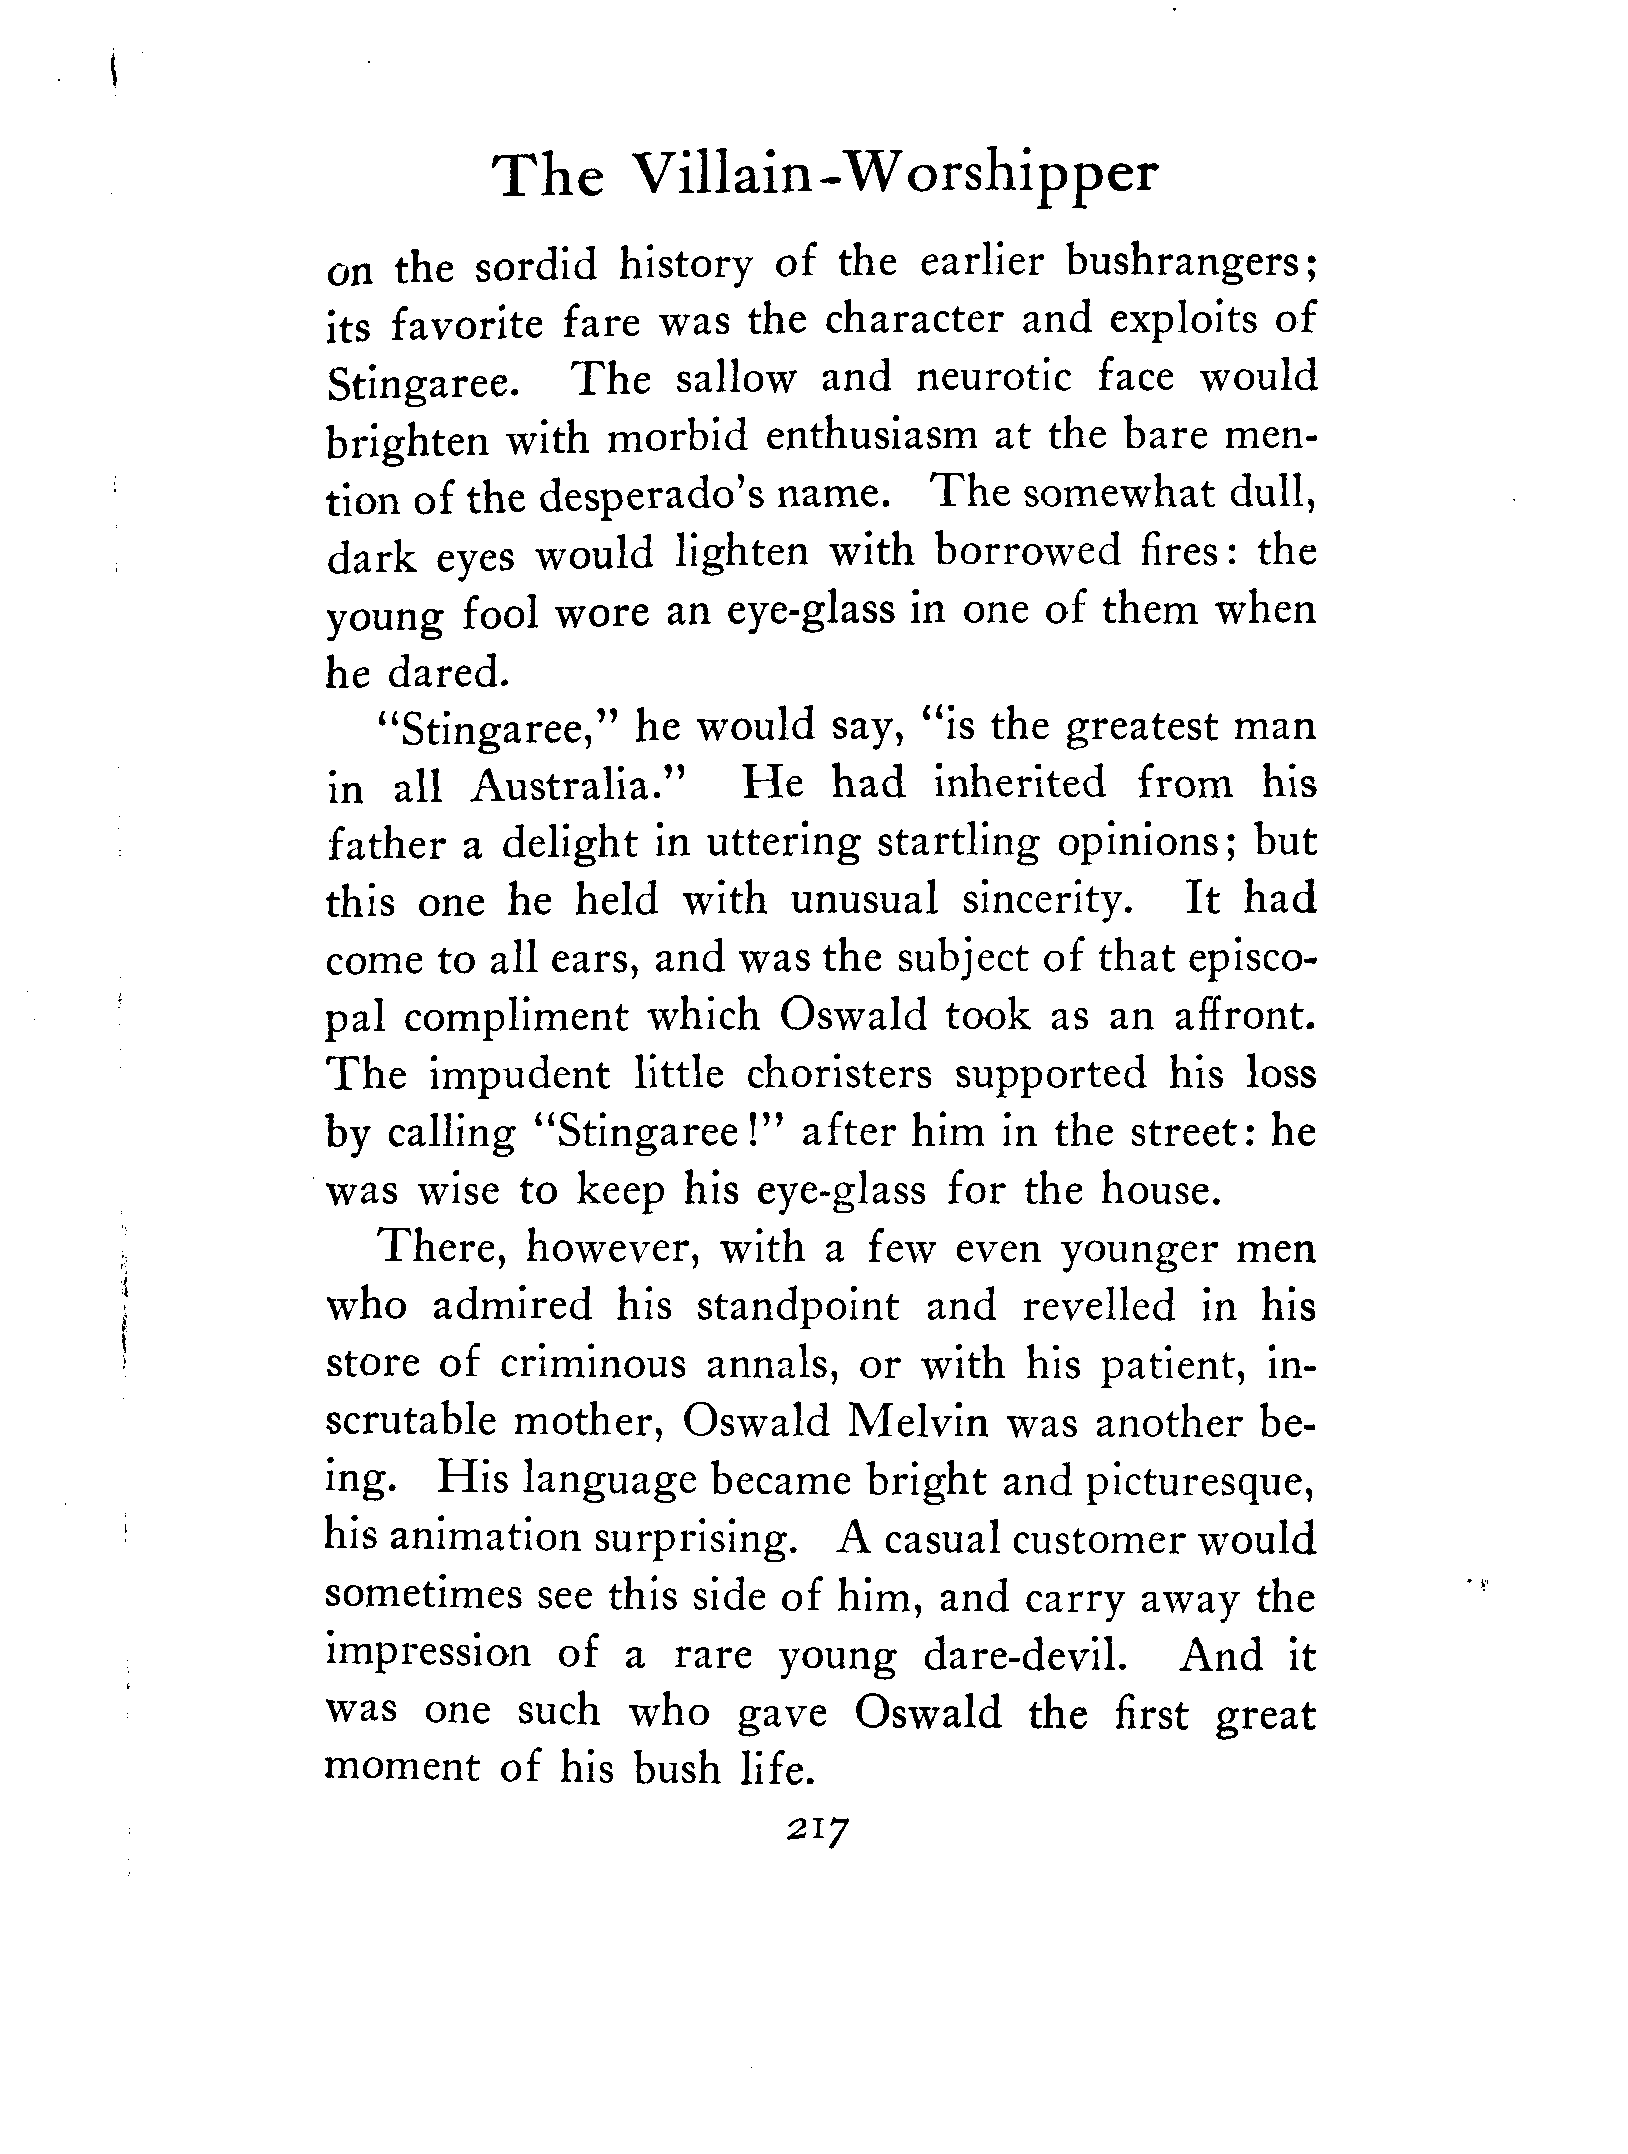 The Villain-Worshipper
on the sordid history of the earlier bushrangers;
its favorite fare was the character and exploits of
Stingaree. The sallow and neurotic face would
brighten with morbid enthusiasm at the bare men-
tion of the desperado's name. The somewhat dull,
dark eyes would lighten with borrowed fires: the
young fool wore an eye-glass in one of them when
he dared.
"Stingaree," he would say, "is the greatest man
in all Australia." He had inherited from his
father a delight in uttering startling opinions; but
this one he held with unusual sincerity. It had
come to all ears, and was the subject of that episco-
pal compliment which Oswald took as an affront.
The impudent little choristers supported his loss
by calling "Stingaree!" after him in the street: he
was wise to keep his eye-glass for the house.
There, however, with a few even younger men
who admired his standpoint and revelled in his
store of criminous annals, or with his patient, in-
scrutable mother, Oswald Melvin was another be-
ing. His language became bright and picturesque,
his animation surprising. A casual customer would
sometimes see this side of him, and carry away the
impression of a rare young dare-devil. And it
was one such who gave Oswald the first great
moment of his bush life.
217